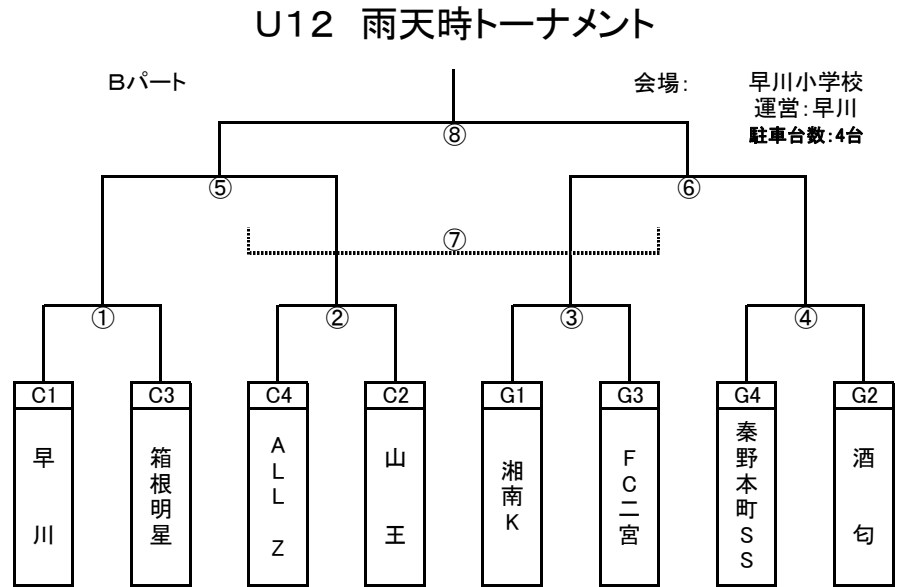 U12 雨天時トーナメント
Bパート
会場: 早川小学校
運営:早川
駐車台数:4台
⑧
⑤ ⑥
⑦
① ② ③ ④
C1 C3 C4 C2 G1 G3 G4 G2
早川
箱根明星
ALL Z
山王
湘南K
FC二宮
秦野本町SS
酒匂